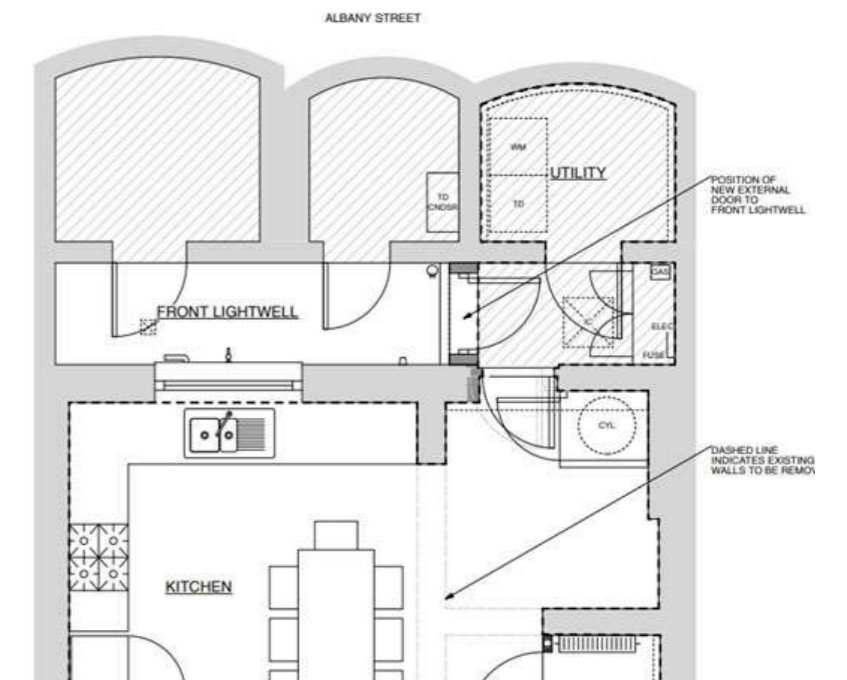 ALBANY STREET
WM
UTILITY
TD
TD
CNDSR
POSITION OF
NEW EXTERNAL
DOOR TO
FRONT LIGHTWELL
GAS
FRONT LIGHTWELL
ELEC
FUSE
CYL
DASHED LINE
INDICATES EXISTING
WALLS TO BE REMOV
KITCHEN